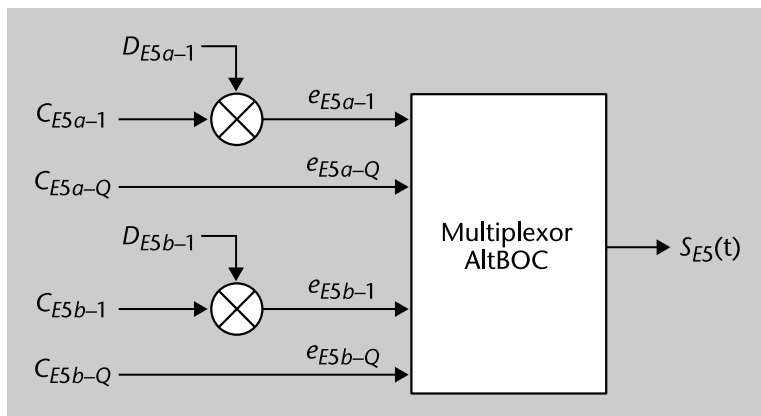 D_{E5a–1}
C_{E5a–1}
e_{E5a–1}
C_{E5a–Q}
e_{E5a–Q}
D_{E5b–1}
C_{E5b–1}
e_{E5b–1}
C_{E5b–Q}
e_{E5b–Q}
Multiplexor
AltBOC
S_{E5}(t)